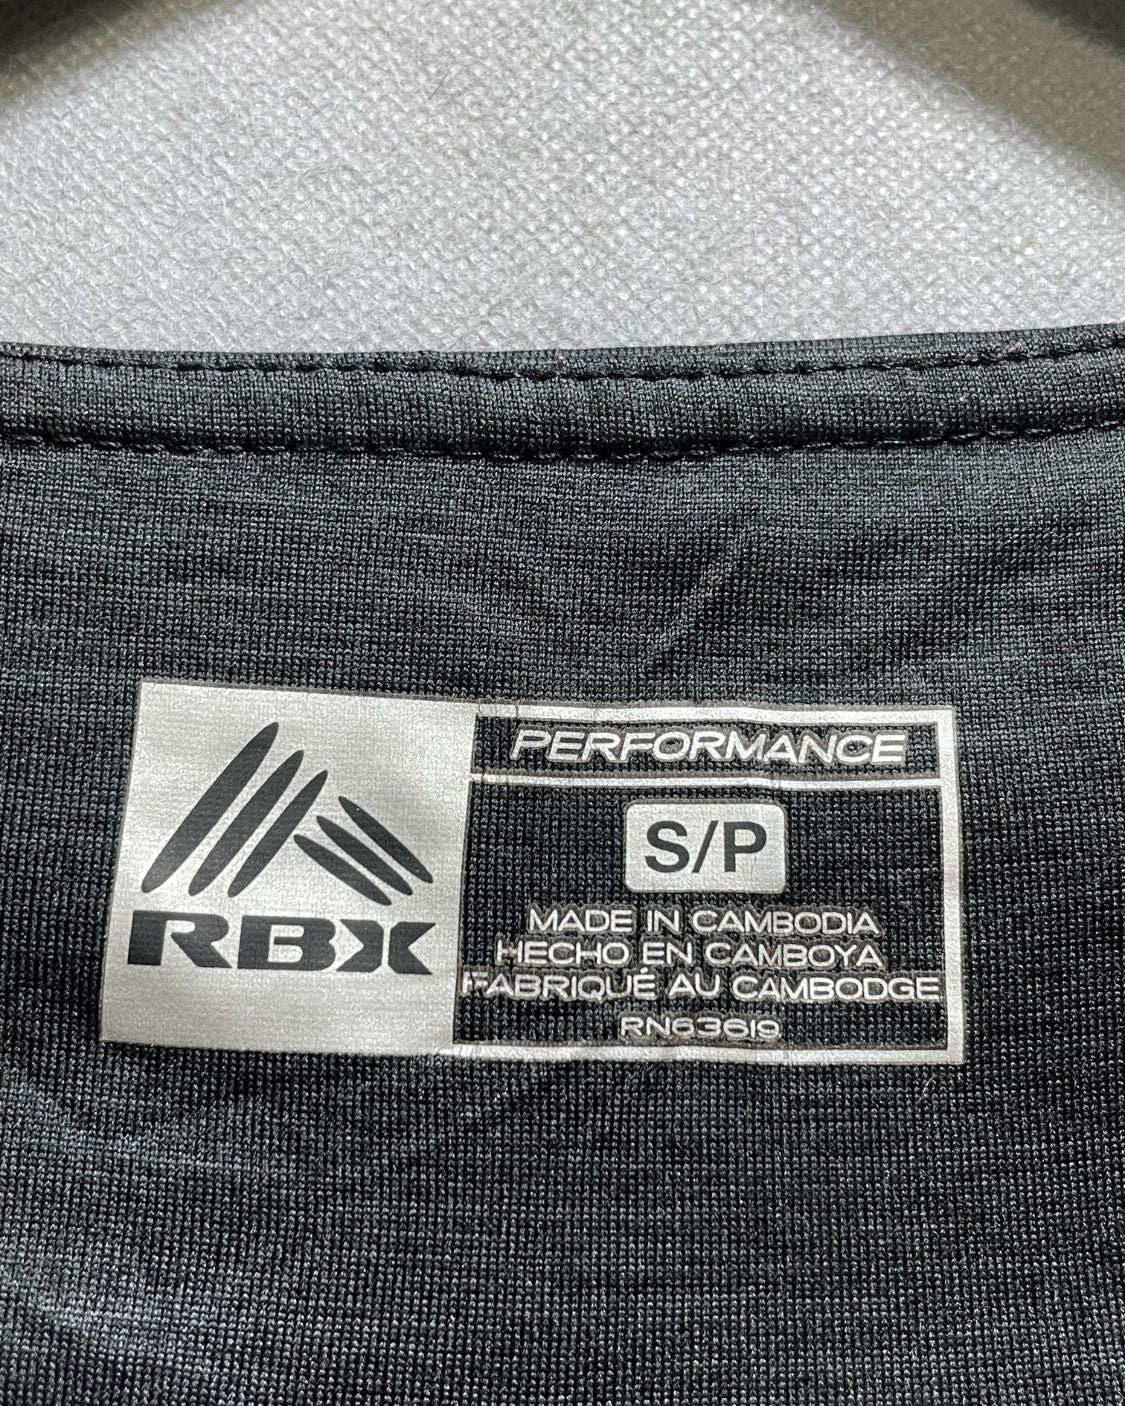 RBX
PERFORMANCE
S/P
MADE IN CAMBODIA
HECHO EN CAMBOYA
FABRIQUÉ AU CAMBODGE
RN63619